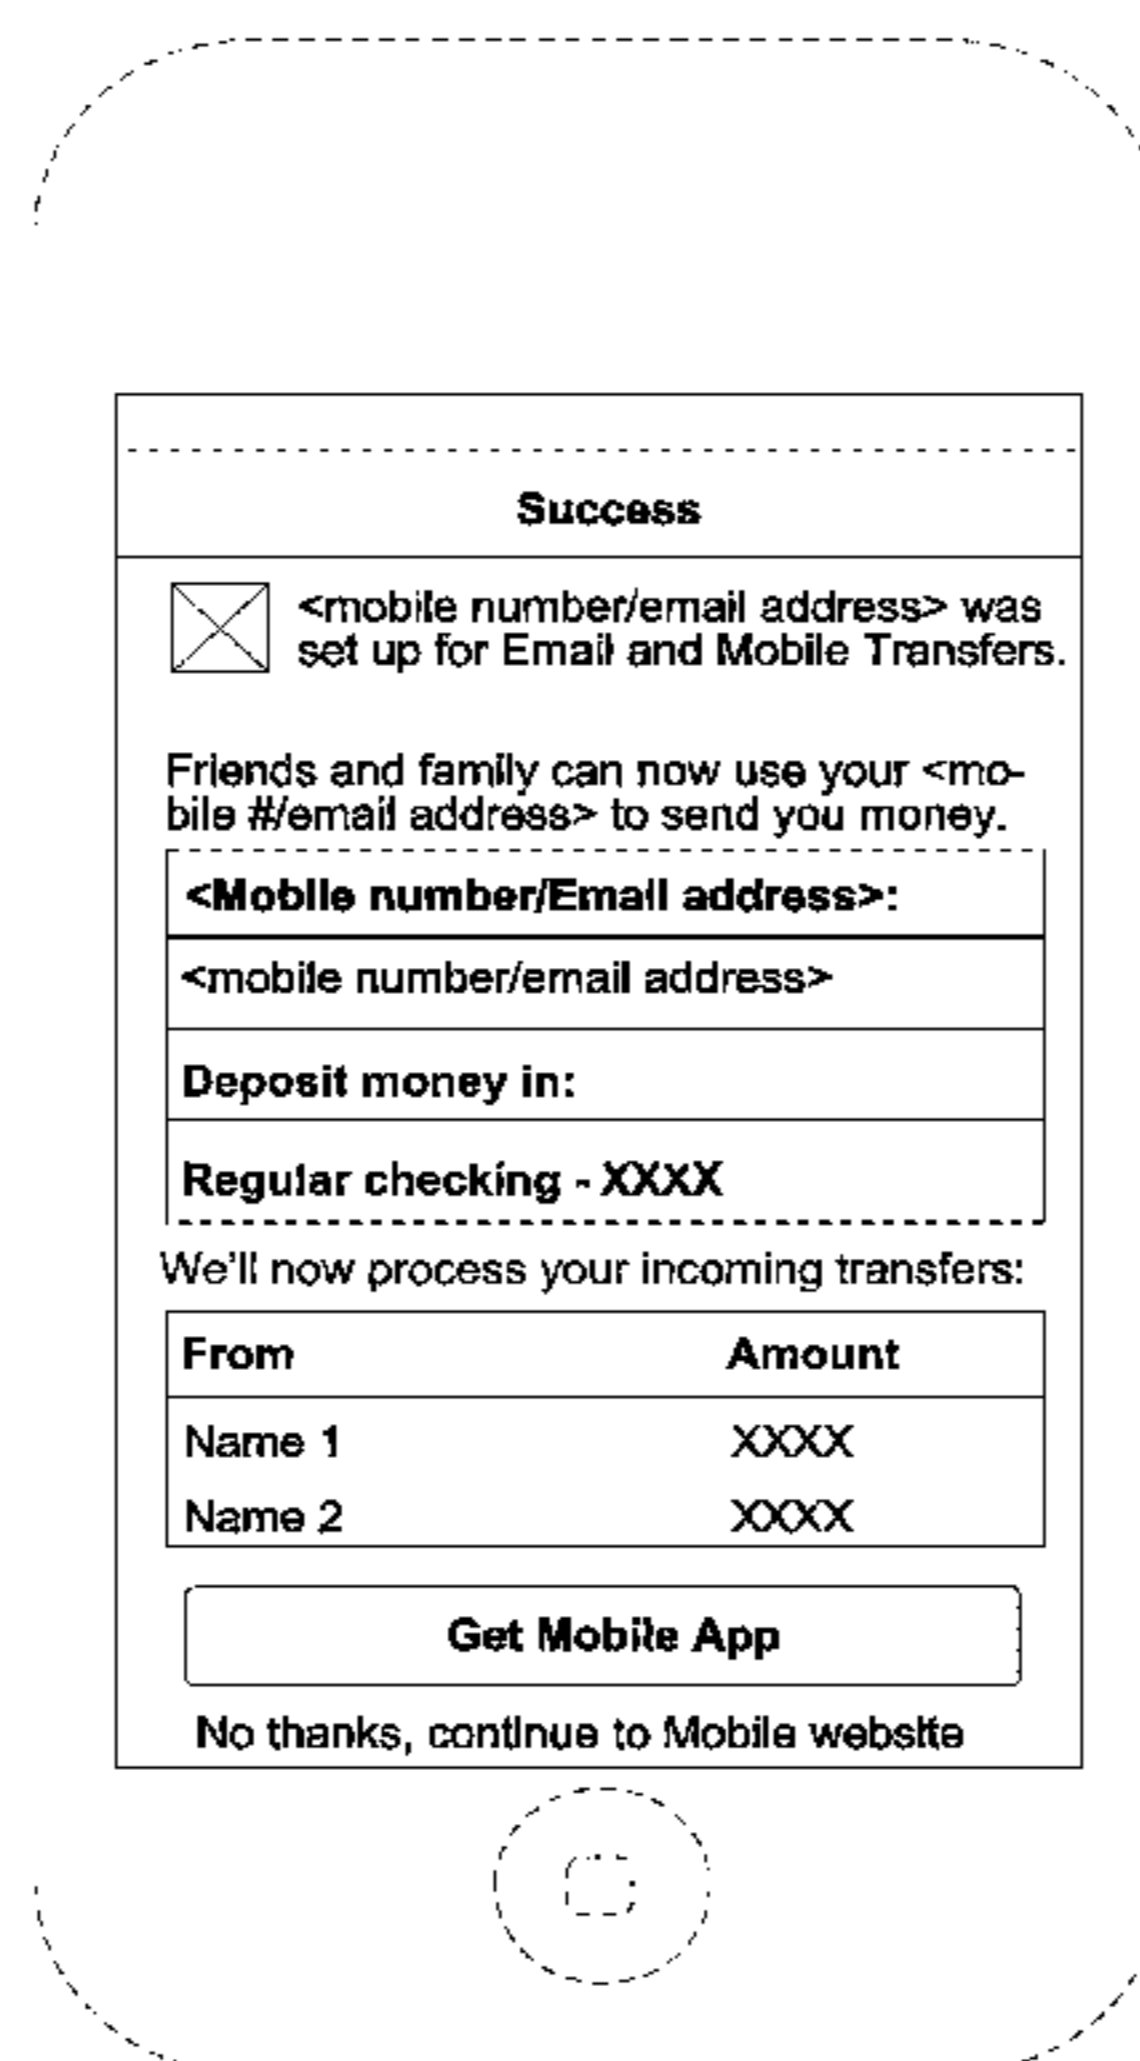 Success
<mobile number/email address> was
set up for Email and Mobile Transfers.
Friends and family can now use your <mo-
bile #/email address> to send you money.
<Mobile number/Email address>:
<mobile number/email address>
Deposit money in:
Regular checking - XXXX
We'll now process your incoming transfers:
From Amount
Name 1 XXXX
Name 2 XXXX
Get Mobile App
No thanks, continue to Mobile website